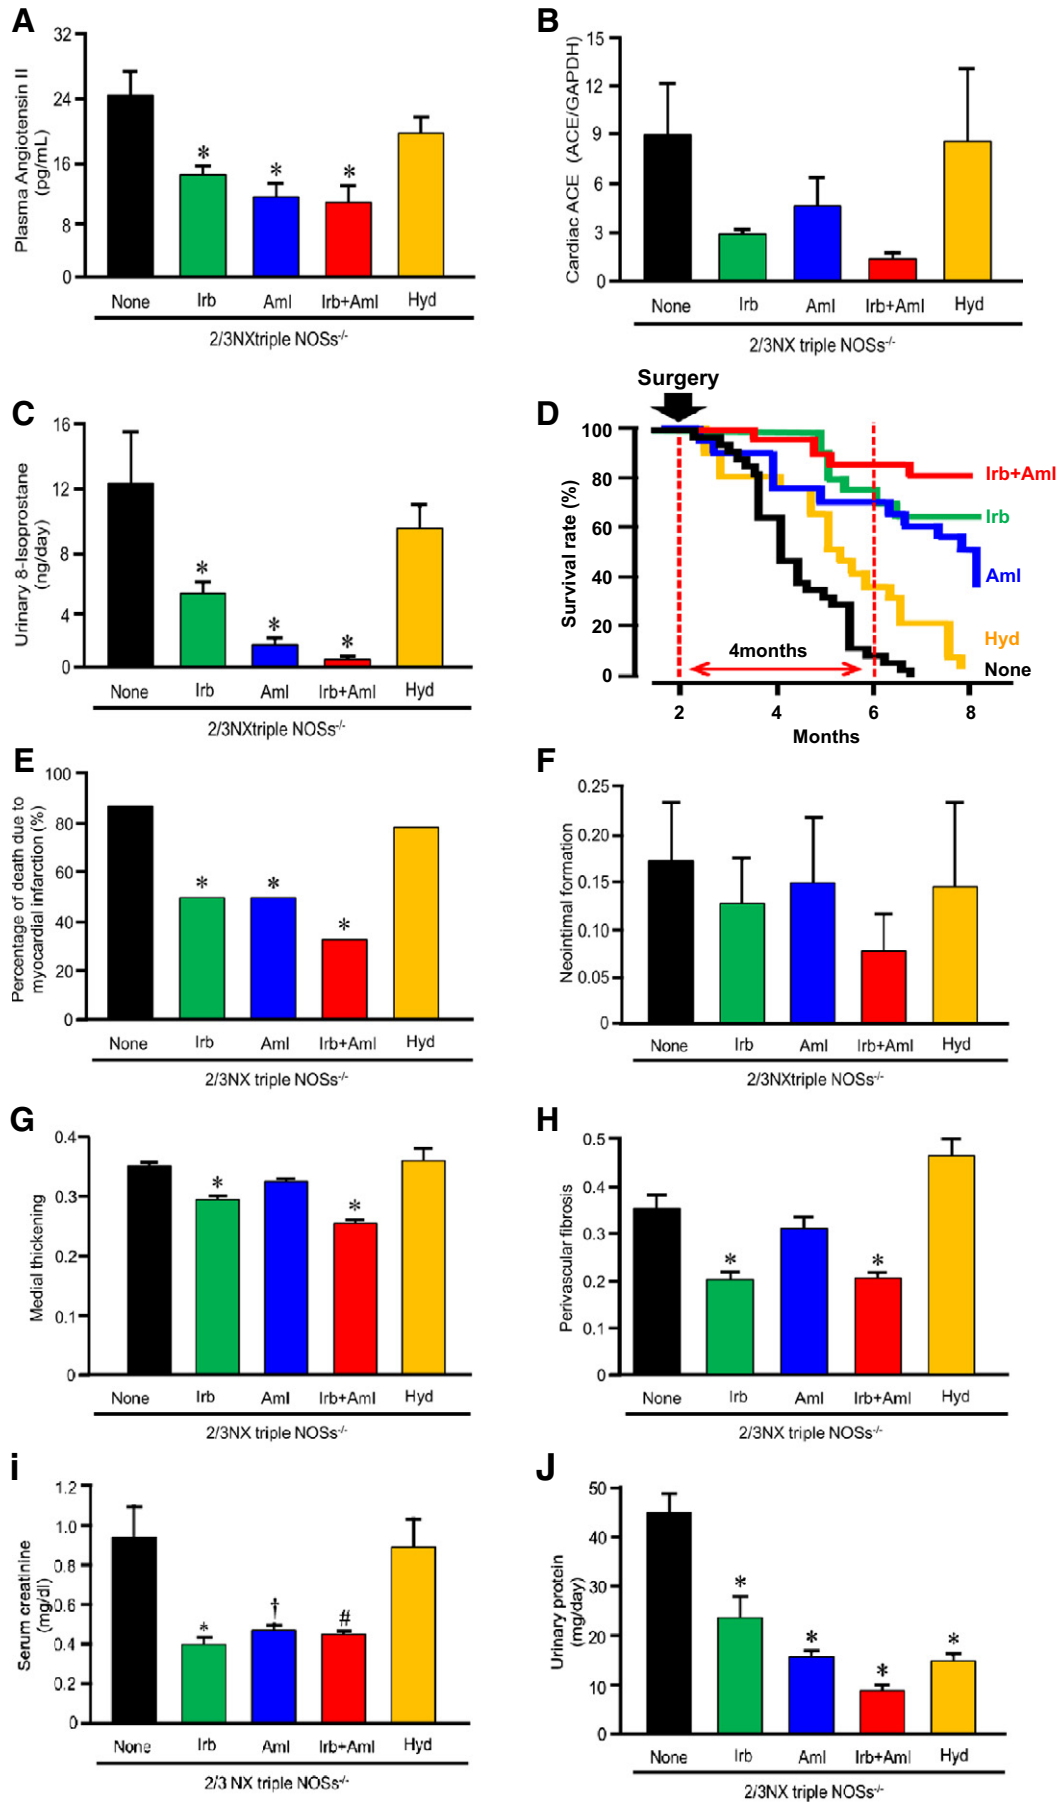 A
Plasma Angiotensin II
(pg/mL)
32
24
16
8
0
*
*
*
None Irb Aml Irb+Aml Hyd
2/3NXtriple NOSs-/-
B
Cardiac ACE (ACE/GAPDH)
15
12
9
6
3
0
None Irb Aml Irb+Aml Hyd
2/3NX triple NOSs-/-
C
Urinary 8-Isoprostane
(ng/day)
16
12
8
4
0
*
*
*
None Irb Aml Irb+Aml Hyd
2/3NXtriple NOSs-/-
Surgery
D
Survival rate (%)
100
80
60
40
20
0
Irb+Aml
Irb
Aml
Hyd
None
4months
2 4 6 8
Months
E
Percentage of death due to
myocardial infarction (%)
100
80
60
40
20
0
*
*
*
None Irb Aml Irb+Aml Hyd
2/3NX triple NOSs-/-
F
Neointimal formation
0.25
0.20
0.15
0.10
0.05
0
None Irb Aml Irb+Aml Hyd
2/3NXtriple NOSs-/-
G
Medial thickening
0.4
0.3
0.2
0.1
0
*
*
None Irb Aml Irb+Aml Hyd
2/3NX triple NOSs-/-
H
Perivascular fibrosis
0.5
0.4
0.3
0.2
0.1
0
*
*
None Irb Aml Irb+Aml Hyd
2/3NX triple NOSs-/-
i
Serum creatinine
(mg/dl)
1.2
1.0
0.8
0.6
0.4
0.2
0
*
†
#
None Irb Aml Irb+Aml Hyd
2/3 NX triple NOSs-/-
J
Urinary protein
(mg/day)
50
40
30
20
10
0
*
*
*
*
None Irb Aml Irb+Aml Hyd
2/3NX triple NOSs-/-